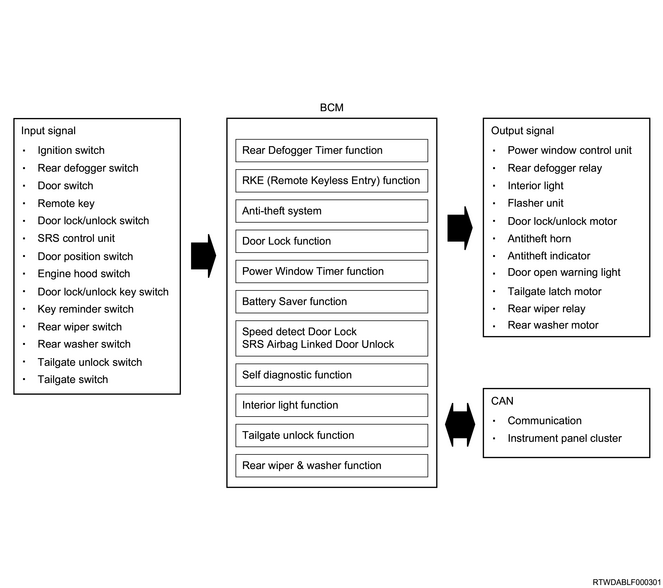 BCM
Input signal
· Ignition switch
· Rear defogger switch
· Door switch
· Remote key
· Door lock/unlock switch
· SRS control unit
· Door position switch
· Engine hood switch
· Door lock/unlock key switch
· Key reminder switch
· Rear wiper switch
· Rear washer switch
· Tailgate unlock switch
· Tailgate switch
Rear Defogger Timer function
RKE (Remote Keyless Entry) function
Anti-theft system
Door Lock function
Power Window Timer function
Battery Saver function
Speed detect Door Lock
SRS Airbag Linked Door Unlock
Self diagnostic function
Interior light function
Tailgate unlock function
Rear wiper & washer function
Output signal
· Power window control unit
· Rear defogger relay
· Interior light
· Flasher unit
· Door lock/unlock motor
· Antitheft horn
· Antitheft indicator
· Door open warning light
· Tailgate latch motor
· Rear wiper relay
· Rear washer motor
CAN
· Communication
· Instrument panel cluster
RTWDABLF000301